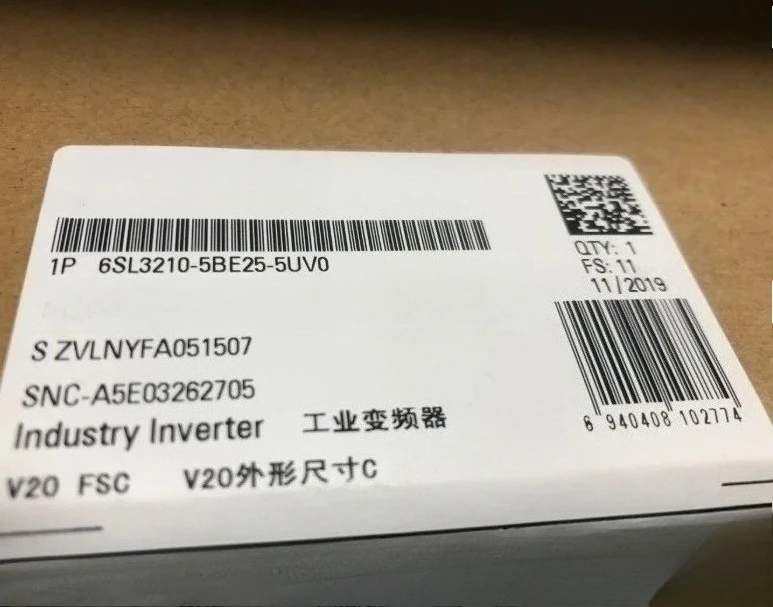 1P 6SL3210-5BE25-5UV0
QTY: 1
FS: 11
11/2019
S ZVLNYFA051507
SNC-A5E03262705
6 940408 102774
Industry Inverter 工业变频器
V20 FSC V20外形尺寸C